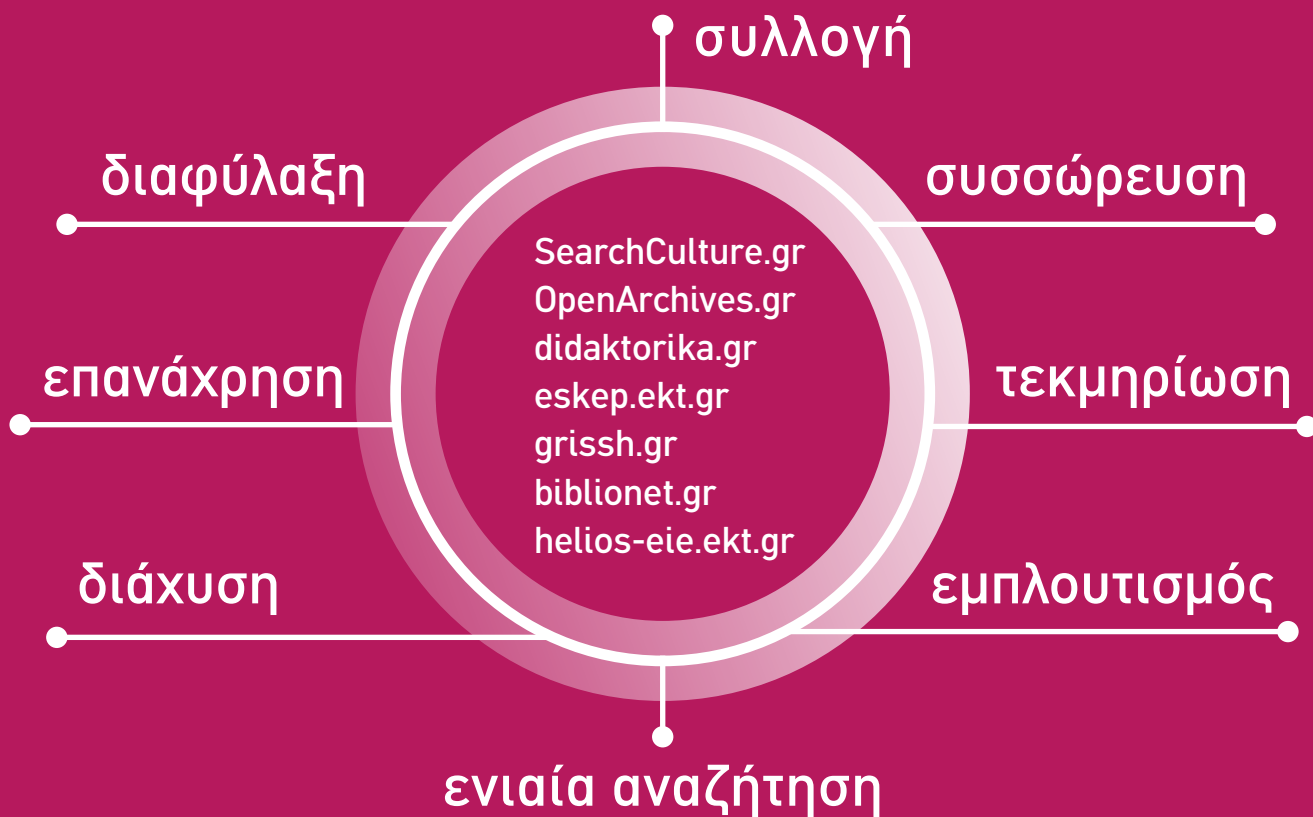 συλλογή
διαφύλαξη
συσσώρευση
SearchCulture.gr
OpenArchives.gr
didaktorika.gr
eskep.ekt.gr
grissh.gr
biblionet.gr
helios-eie.ekt.gr
επανάχρηση
τεκμηρίωση
διάχυση
εμπλουτισμός
ενιαία αναζήτηση